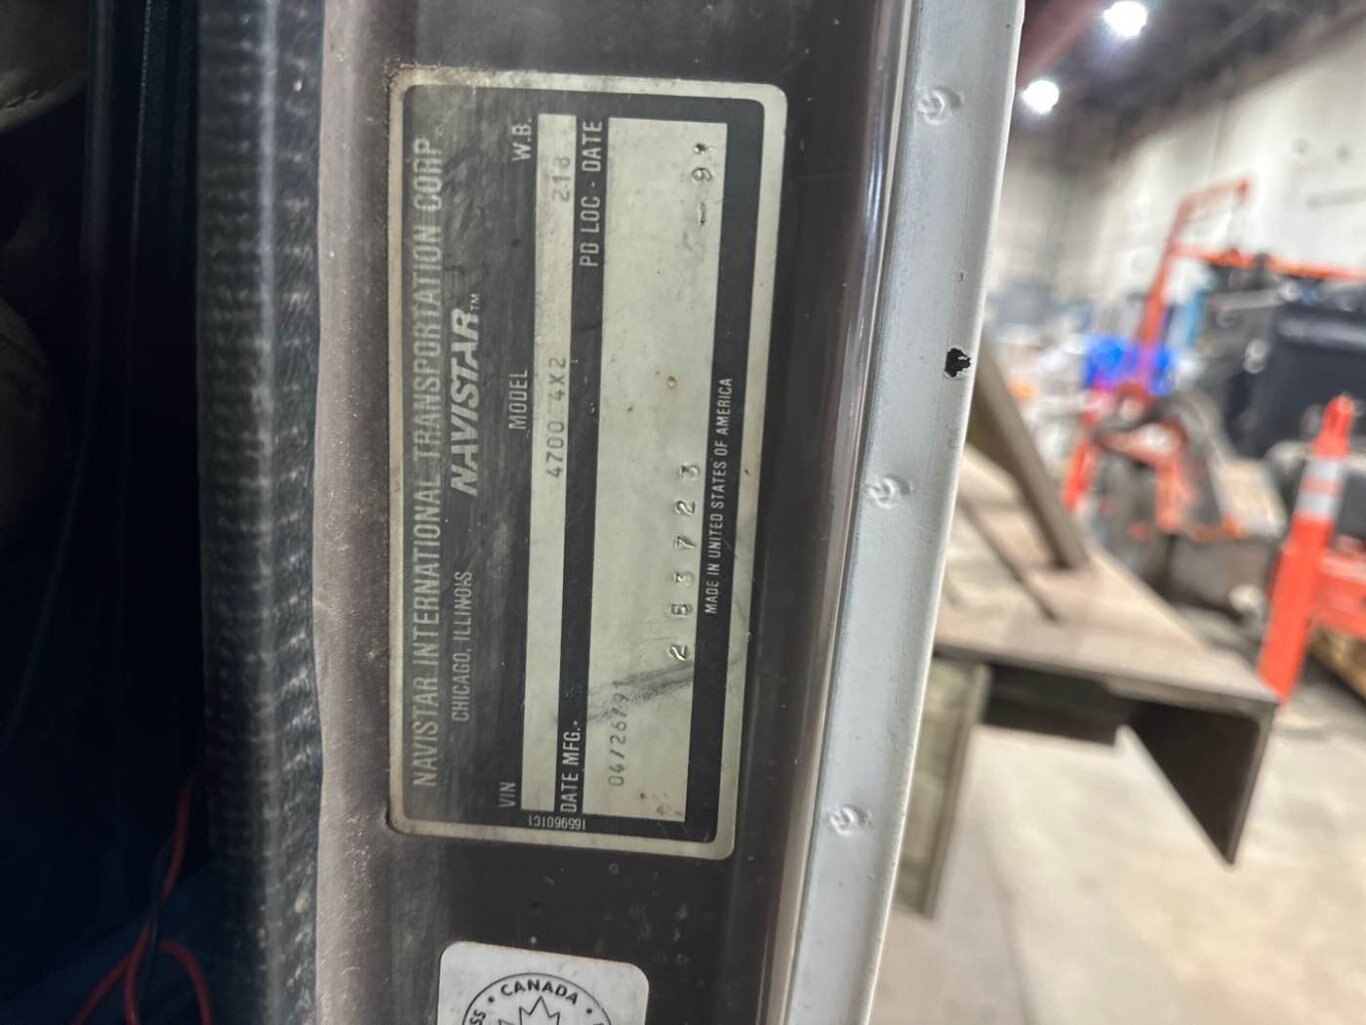 NAVISTAR INTERNATIONAL TRANSPORTATION CORP.
CHICAGO, ILLINOIS NAVISTAR™
VIN MODEL W.B.
4700 4X2 218
DATE MFG. PD LOC - DATE
04/26/91
263723 — 91
MADE IN UNITED STATES OF AMERICA
1659601C1
CANADA